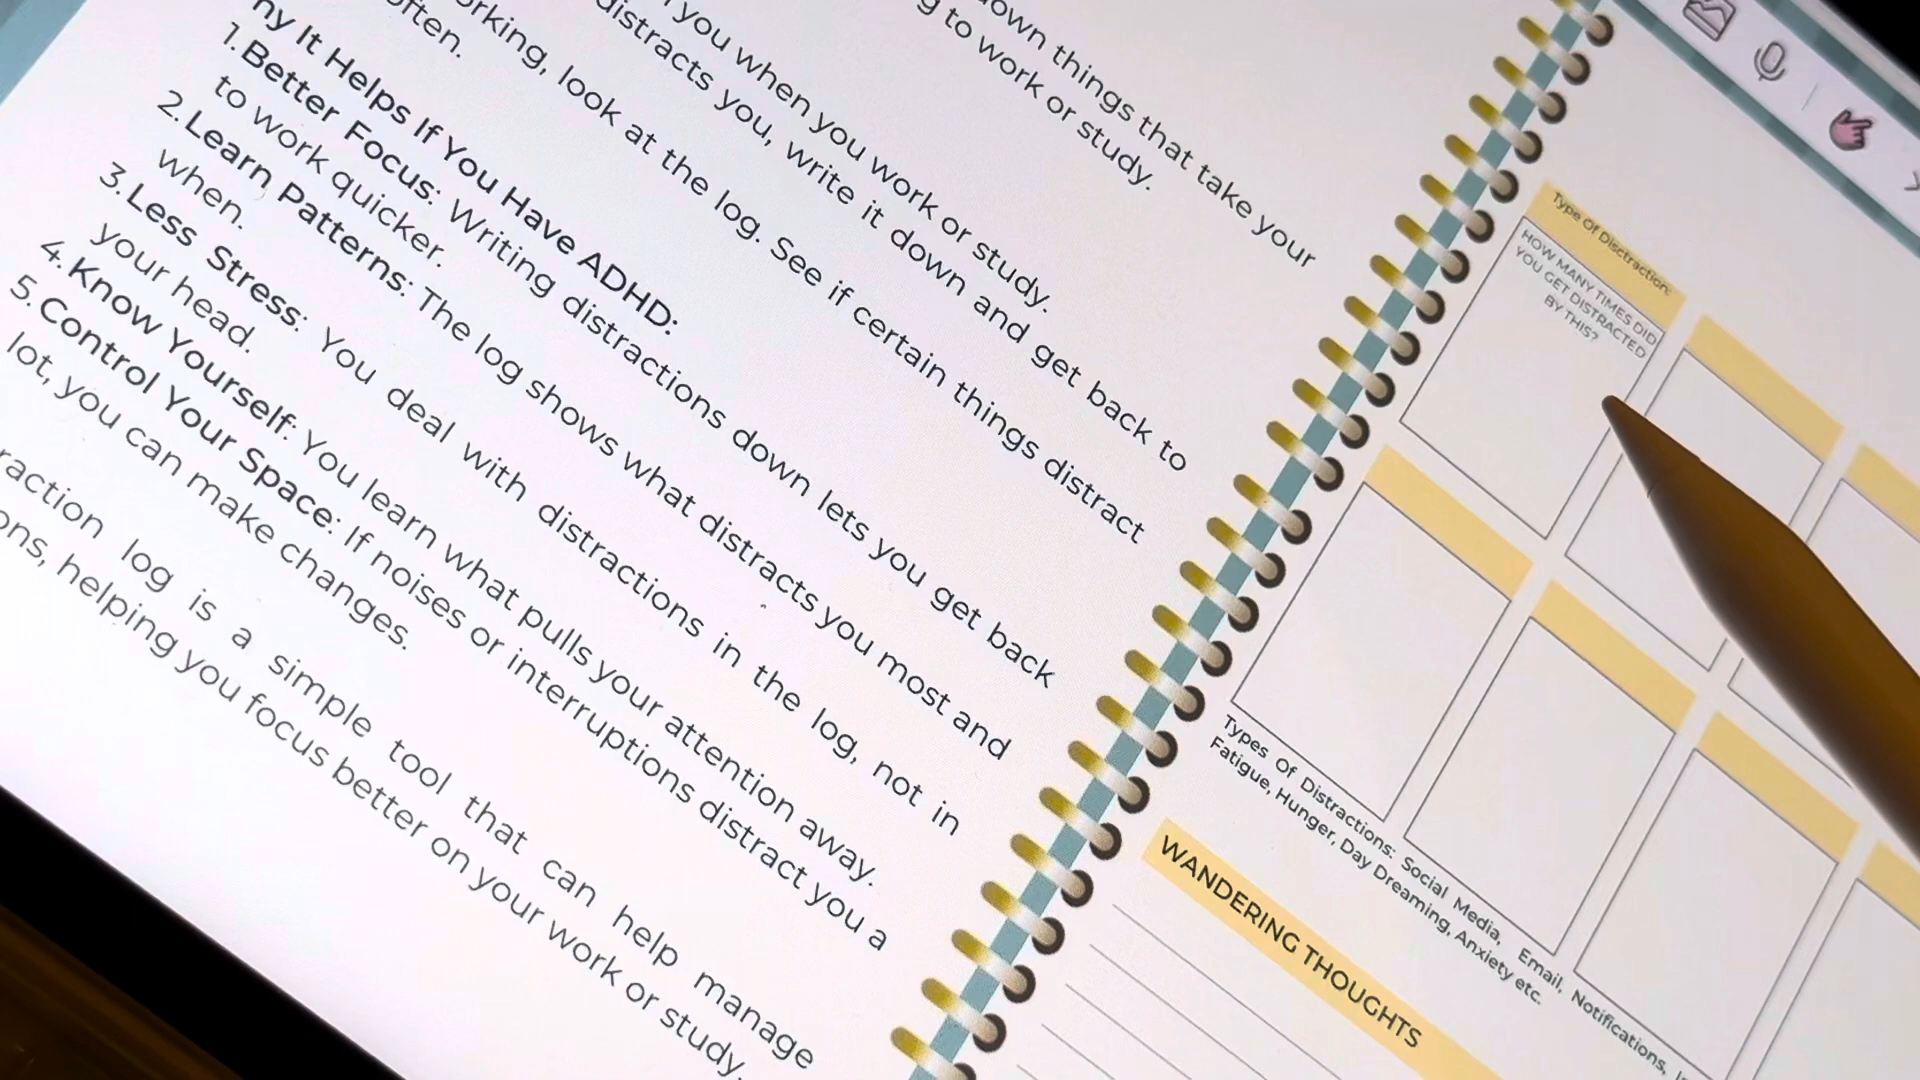 down things that take your
g to work or study.
you when you work or study.
distracts you, write it down and get back to
orking, look at the log. See if certain things distract
often.
hy It Helps If You Have ADHD:
1. Better Focus: Writing distractions down lets you get back
to work quicker.
2. Learn Patterns: The log shows what distracts you most and
when.
3. Less Stress: You deal with distractions in the log, not in
your head.
4. Know Yourself: You learn what pulls your attention away.
5. Control Your Space: If noises or interruptions distract you a
lot, you can make changes.
raction log is a simple tool that can help manage
ons, helping you focus better on your work or study.
Type Of Disctraction:
HOW MANY TIMES DID
YOU GET DISTRACTED
BY THIS?
Types Of Distractions: Social Media, Email, Notifications,
Fatigue, Hunger, Day Dreaming, Anxiety etc.
WANDERING THOUGHTS